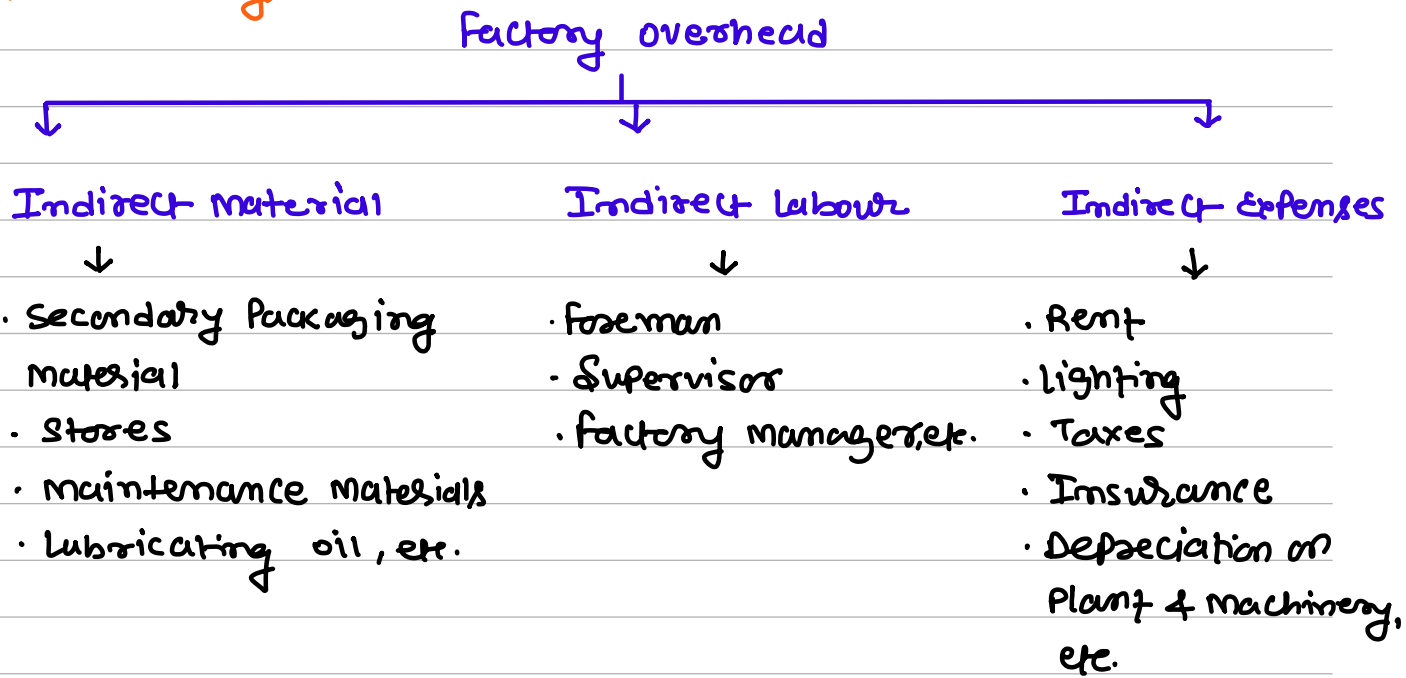 Factory overhead
Indirect Material
Indirect Labour
Indirect Expenses
· Secondary Packaging
Material
· Stores
· Maintenance Materials
· Lubricating oil, etc.
· Foreman
· Supervisor
· Factory Manager, etc.
· Rent
· Lighting
· Taxes
· Insurance
· Depreciation on
Plant & Machinery,
etc.